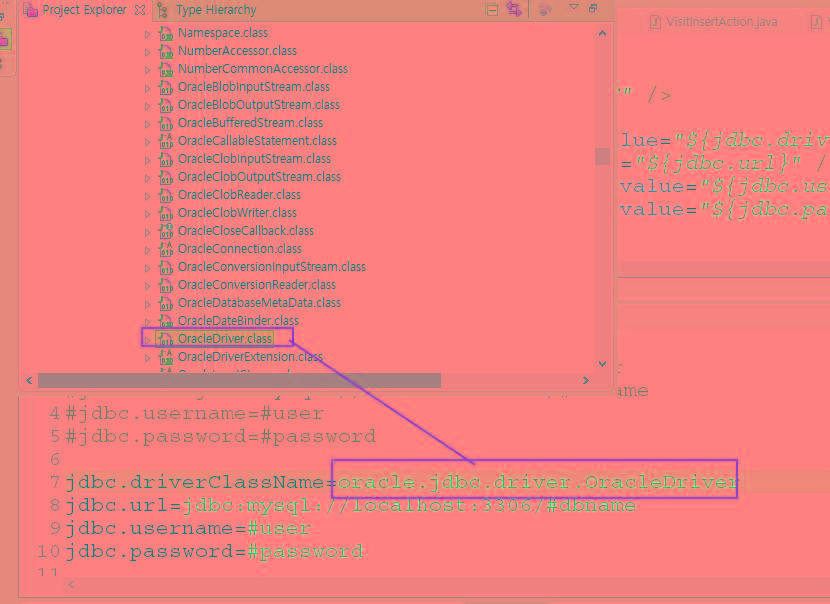 Project Explorer
Type Hierarchy
VisitInsertAction.java
Namespace.class
NumberAccessor.class
NumberCommonAccessor.class
OracleBlobInputStream.class
OracleBlobOutputStream.class
OracleBufferedStream.class
OracleCallableStatement.class
OracleClobInputStream.class
OracleClobOutputStream.class
OracleClobReader.class
OracleClobWriter.class
OracleCloseCallback.class
OracleConnection.class
OracleConversionInputStream.class
OracleConversionReader.class
OracleDatabaseMetaData.class
OracleDateBinder.class
OracleDriver.class
OracleDriverExtension.class
" />
lue="${jdbc.driv
="${jdbc.url}" /
value="${jdbc.us
value="${jdbc.pa
ame
4 #jdbc.username=#user
5 #jdbc.password=#password
6
7 jdbc.driverClassName=oracle.jdbc.driver.OracleDriver
8 jdbc.url=jdbc:mysql://localhost:3306/#dbname
9 jdbc.username=#user
10 jdbc.password=#password
11